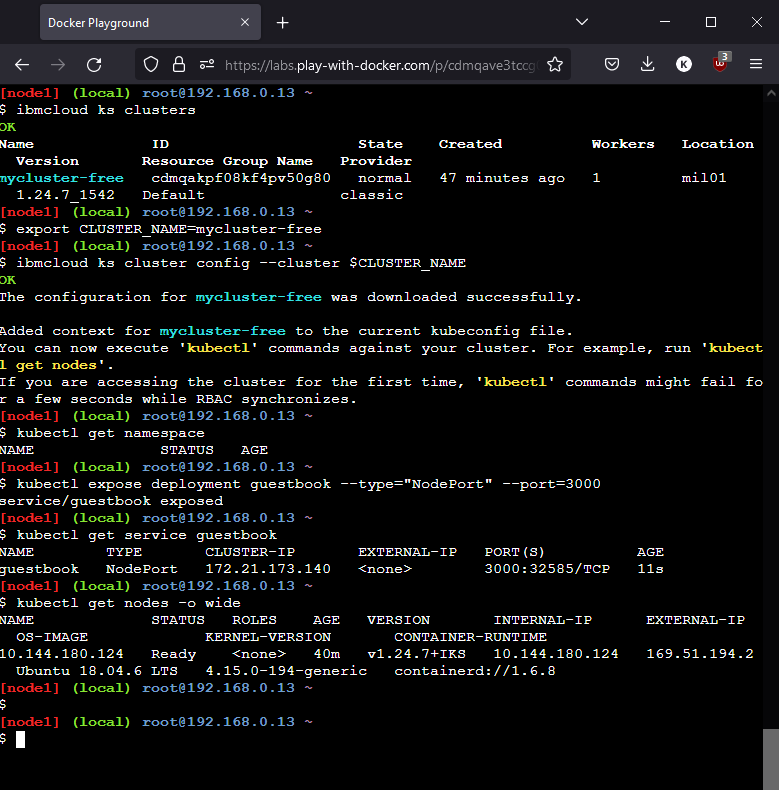 Docker Playground
https://labs.play-with-docker.com/p/cdmqave3tccg
K
3
[node1] (local) root@192.168.0.13 ~
$ ibmcloud ks clusters
OK
Name ID State Created Workers Location
Version Resource Group Name Provider
mycluster-free cdmqakpf08kf4pv50g80 normal 47 minutes ago 1 mil01
1.24.7_1542 Default classic
[node1] (local) root@192.168.0.13 ~
$ export CLUSTER_NAME=mycluster-free
[node1] (local) root@192.168.0.13 ~
$ ibmcloud ks cluster config --cluster $CLUSTER_NAME
OK
The configuration for mycluster-free was downloaded successfully.
Added context for mycluster-free to the current kubeconfig file.
You can now execute 'kubectl' commands against your cluster. For example, run 'kubect
l get nodes'.
If you are accessing the cluster for the first time, 'kubectl' commands might fail fo
r a few seconds while RBAC synchronizes.
[node1] (local) root@192.168.0.13 ~
$ kubectl get namespace
NAME STATUS AGE
[node1] (local) root@192.168.0.13 ~
$ kubectl expose deployment guestbook --type="NodePort" --port=3000
service/guestbook exposed
[node1] (local) root@192.168.0.13 ~
$ kubectl get service guestbook
NAME TYPE CLUSTER-IP EXTERNAL-IP PORT(S) AGE
guestbook NodePort 172.21.173.140 <none> 3000:32585/TCP 11s
[node1] (local) root@192.168.0.13 ~
$ kubectl get nodes -o wide
NAME STATUS ROLES AGE VERSION INTERNAL-IP EXTERNAL-IP
OS-IMAGE KERNEL-VERSION CONTAINER-RUNTIME
10.144.180.124 Ready <none> 40m v1.24.7+IKS 10.144.180.124 169.51.194.2
Ubuntu 18.04.6 LTS 4.15.0-194-generic containerd://1.6.8
[node1] (local) root@192.168.0.13 ~
$
[node1] (local) root@192.168.0.13 ~
$